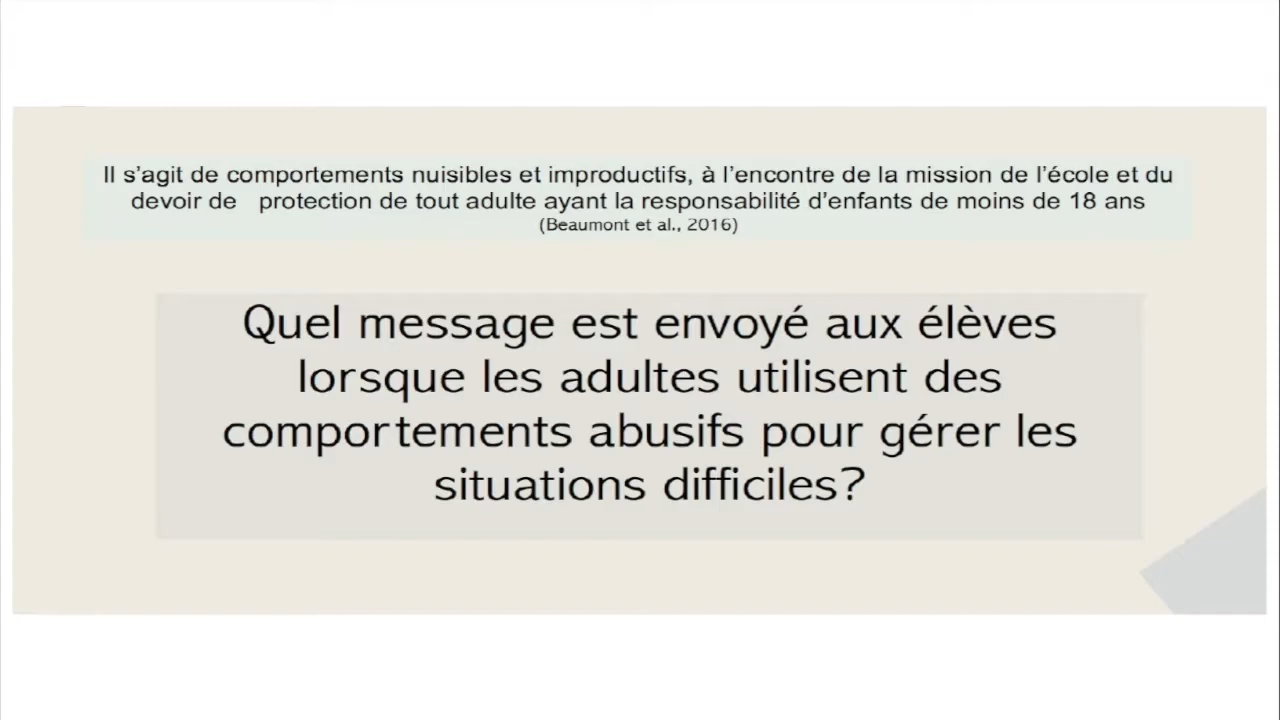 Il s'agit de comportements nuisibles et improductifs, à l'encontre de la mission de l'école et du
devoir de   protection de tout adulte ayant la responsabilité d'enfants de moins de 18 ans
(Beaumont et al., 2016)
Quel message est envoyé aux élèves
lorsque les adultes utilisent des
comportements abusifs pour gérer les
situations difficiles?